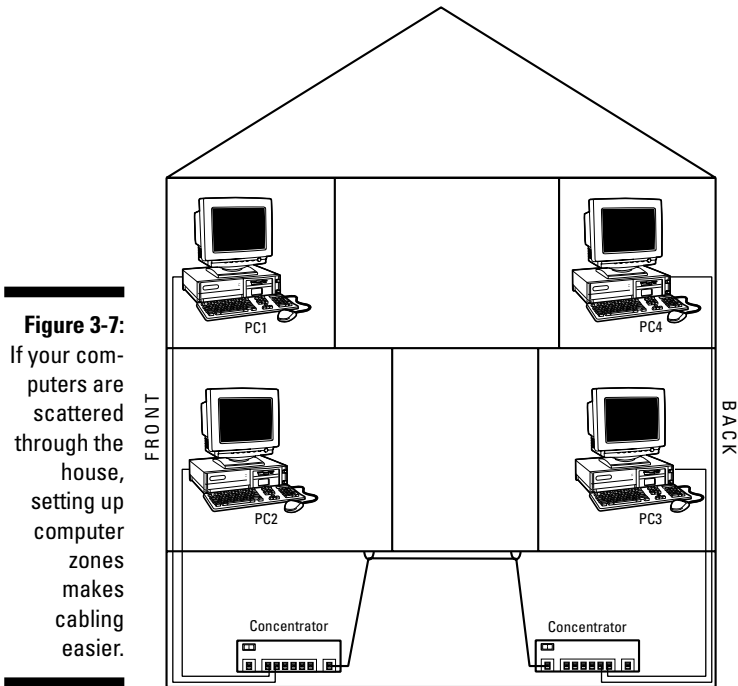 Figure 3-7:
If your com-
puters are
scattered
through the
house,
setting up
computer
zones
makes
cabling
easier.
FRONT
BACK
PC1
PC4
PC2
PC3
Concentrator
Concentrator